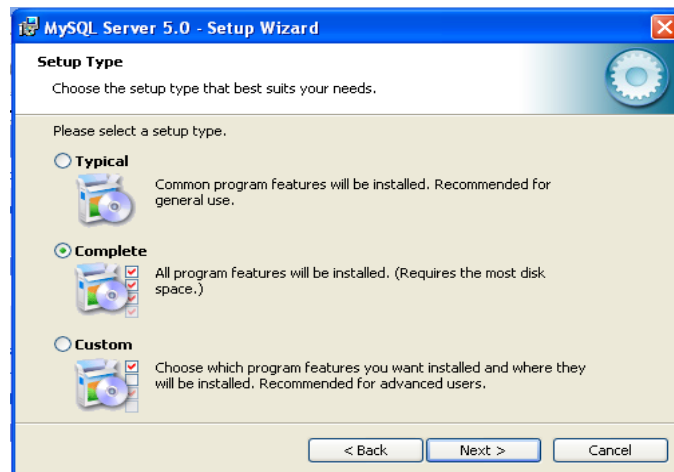 MySQL Server 5.0 - Setup Wizard
Setup Type
Choose the setup type that best suits your needs.
Please select a setup type.
Typical
Common program features will be installed. Recommended for
general use.
Complete
All program features will be installed. (Requires the most disk
space.)
Custom
Choose which program features you want installed and where they
will be installed. Recommended for advanced users.
< Back
Next >
Cancel